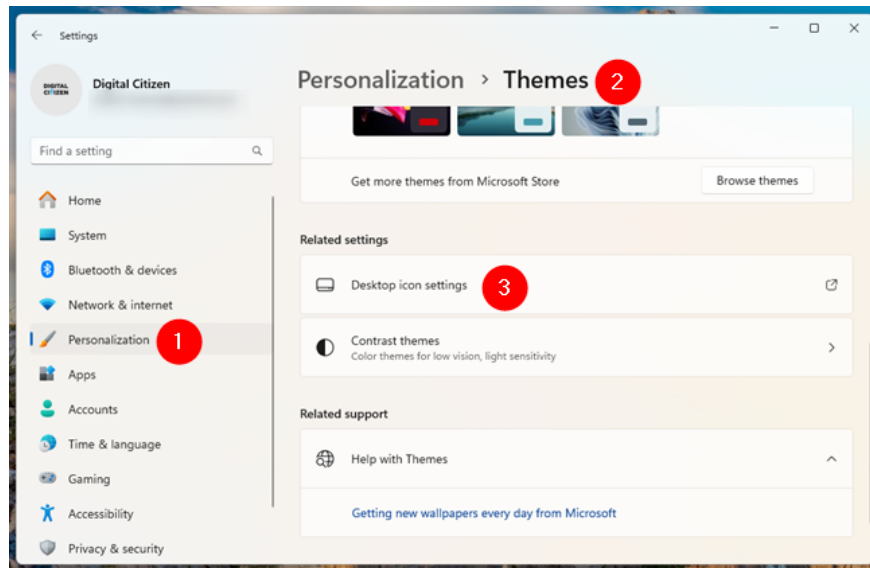 Settings
DIGITAL
CITIZEN
Digital Citizen
Find a setting
Home
System
Bluetooth & devices
Network & internet
Personalization
1
Apps
Accounts
Time & language
Gaming
Accessibility
Privacy & security
Personalization > Themes
2
Get more themes from Microsoft Store
Browse themes
Related settings
Desktop icon settings
3
Contrast themes
Color themes for low vision, light sensitivity
Related support
Help with Themes
Getting new wallpapers every day from Microsoft